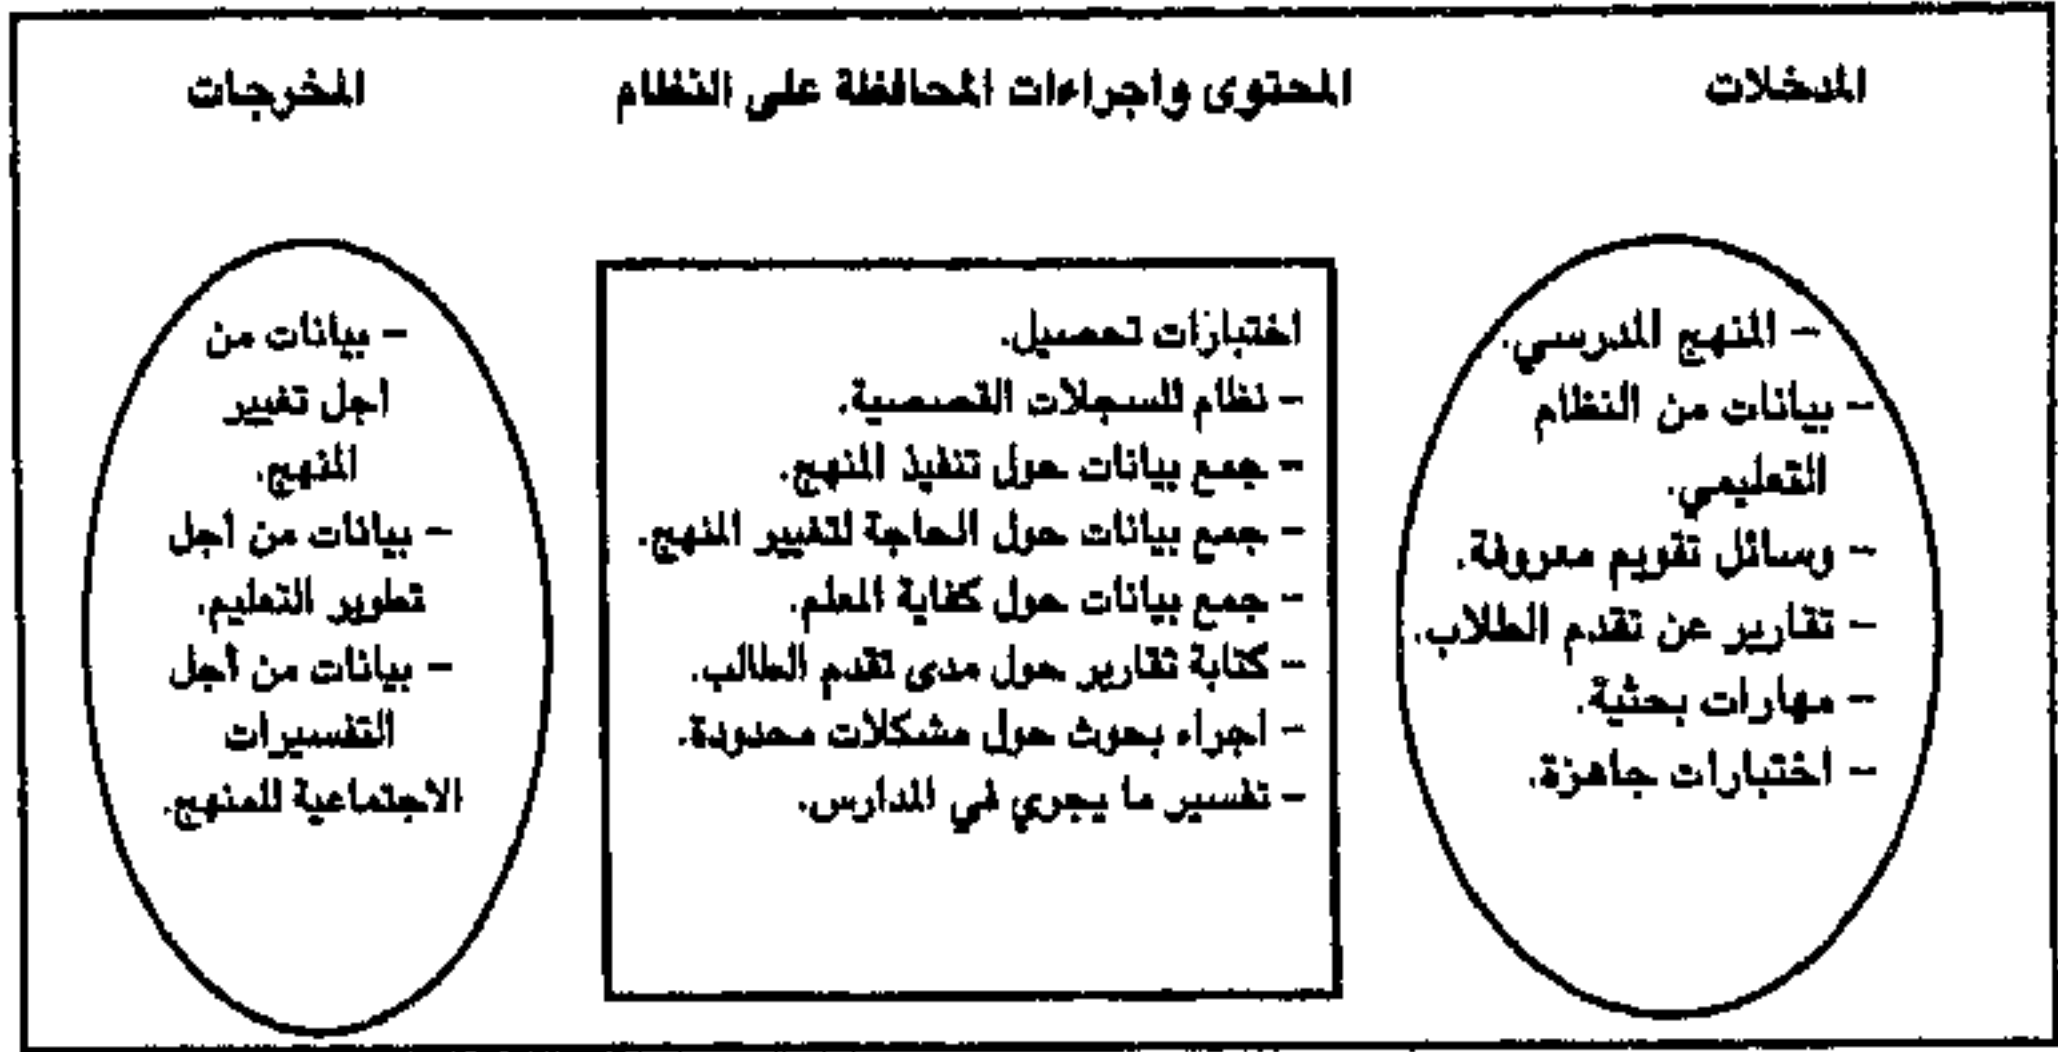 المدخلات
المحتوى واجراءات المحافظة على النظام
المخرجات
– المنهج المدرسي.
– بيانات من النظام
التعليمي.
– وسائل تقويم معروفة.
– تقارير عن تقدم الطلاب.
– مهارات بحثية.
– اختبارات جاهزة.
اختبارات تحصيل.
– نظام للسجلات القصصية.
– جمع بيانات حول تنفيذ المنهج.
– جمع بيانات حول الحاجة لتغيير المنهج.
– جمع بيانات حول كفاية المعلم.
– كتابة تقارير حول مدى تقدم الطالب.
– اجراء بحوث حول مشكلات محدودة.
– تفسير ما يجري في المدارس.
– بيانات من
اجل تغيير
المنهج.
– بيانات من أجل
تطوير التعليم.
– بيانات من أجل
التفسيرات
الاجتماعية للمنهج.